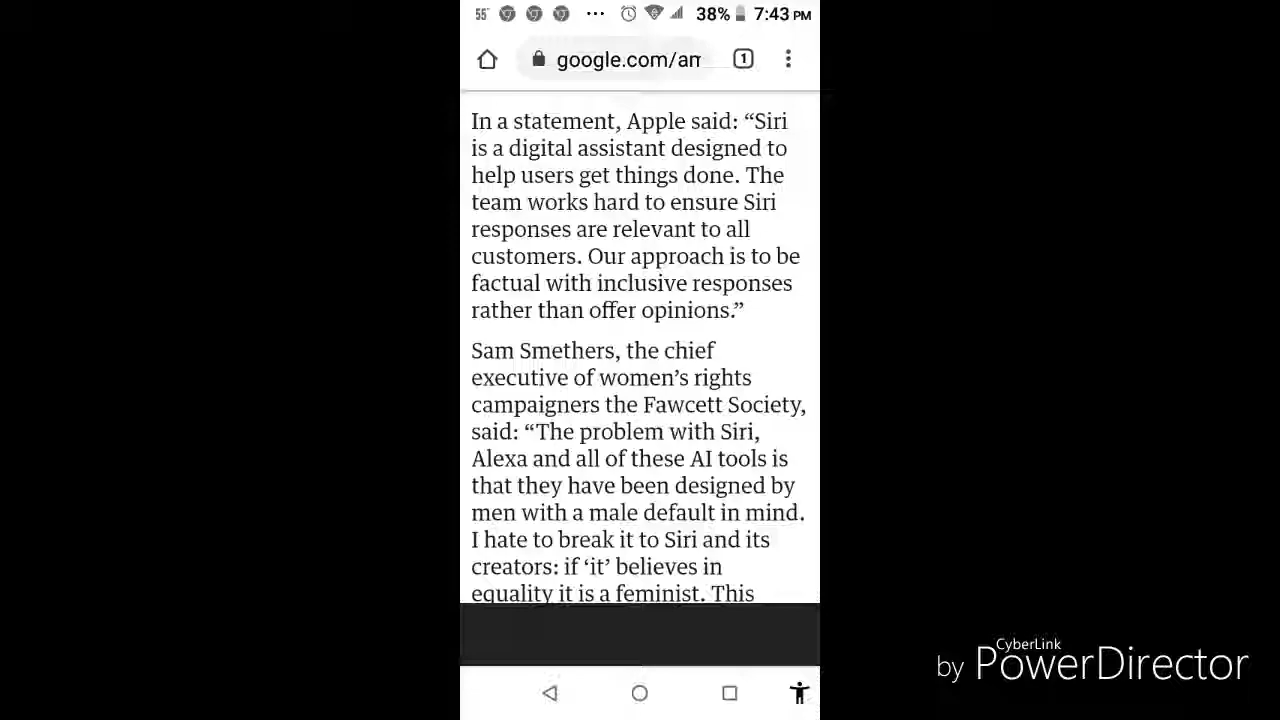 55° 38% 7:43 PM
google.com/am 1
In a statement, Apple said: “Siri
is a digital assistant designed to
help users get things done. The
team works hard to ensure Siri
responses are relevant to all
customers. Our approach is to be
factual with inclusive responses
rather than offer opinions.”
Sam Smethers, the chief
executive of women’s rights
campaigners the Fawcett Society,
said: “The problem with Siri,
Alexa and all of these AI tools is
that they have been designed by
men with a male default in mind.
I hate to break it to Siri and its
creators: if ‘it’ believes in
equality it is a feminist. This
CyberLink
by PowerDirector